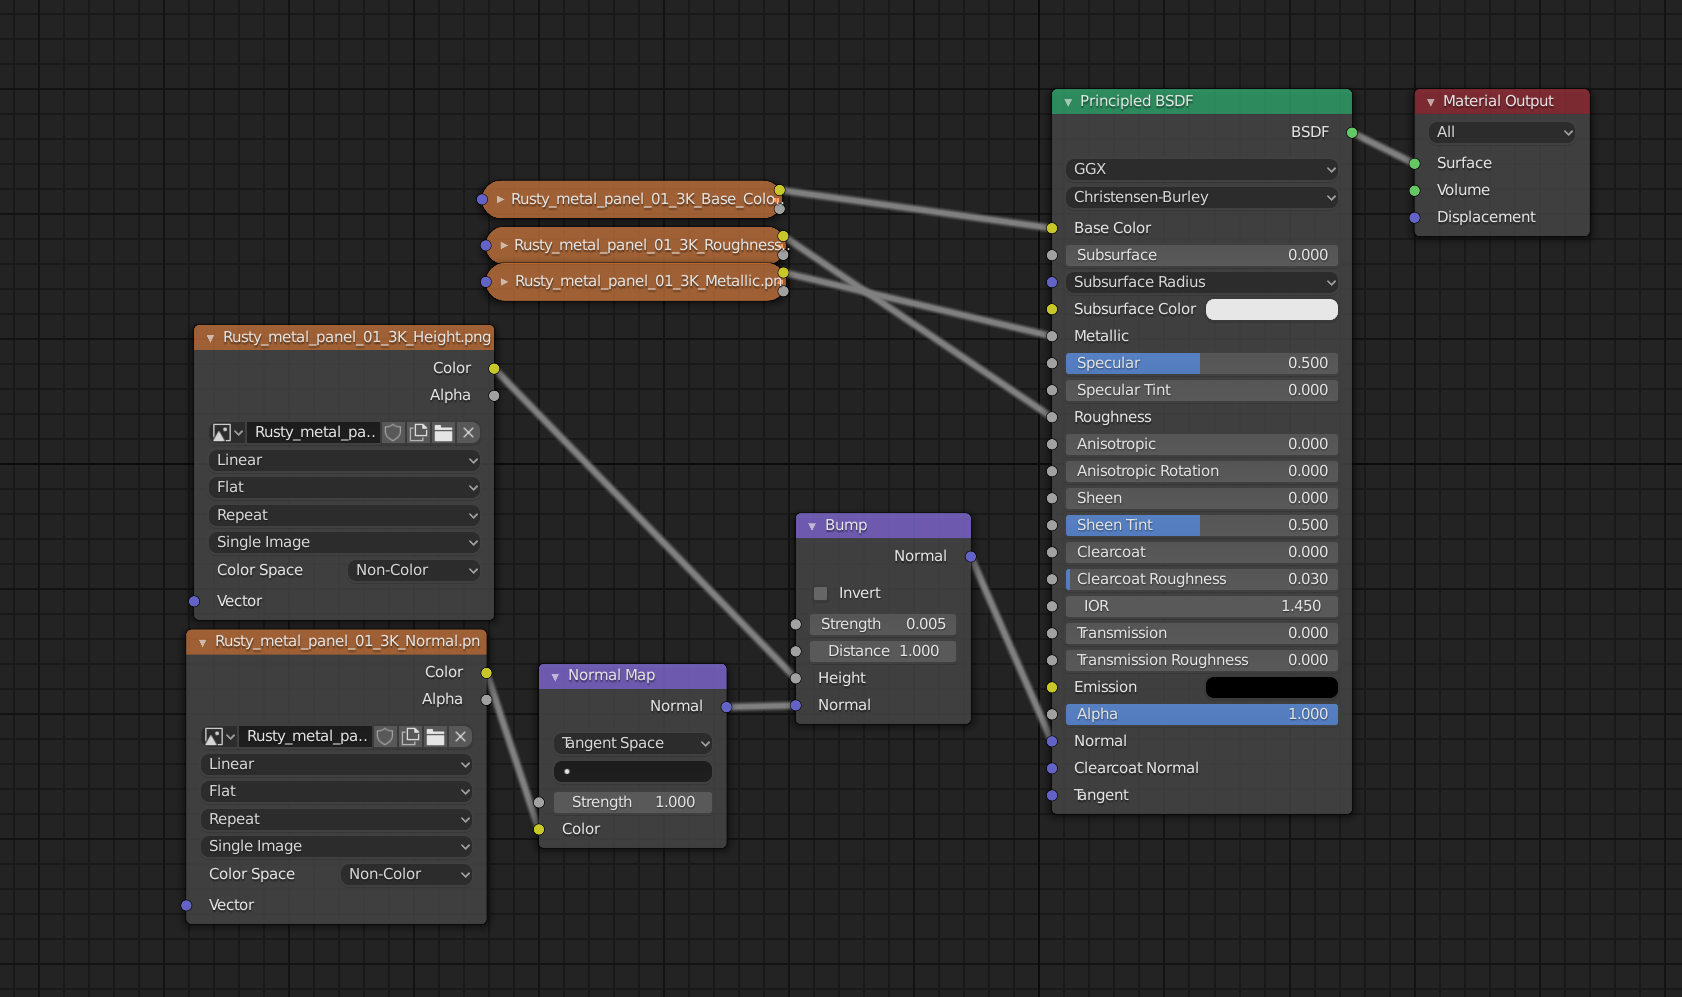 Principled BSDF
BSDF
GGX
Christensen-Burley
Base Color
Subsurface 0.000
Subsurface Radius
Subsurface Color
Metallic
Specular 0.500
Specular Tint 0.000
Roughness
Anisotropic 0.000
Anisotropic Rotation 0.000
Sheen 0.000
Sheen Tint 0.500
Clearcoat 0.000
Clearcoat Roughness 0.030
IOR 1.450
Transmission 0.000
Transmission Roughness 0.000
Emission
Alpha 1.000
Normal
Clearcoat Normal
Tangent
Material Output
All
Surface
Volume
Displacement
Rusty_metal_panel_01_3K_Base_Color.
Rusty_metal_panel_01_3K_Roughness..
Rusty_metal_panel_01_3K_Metallic.pn
Rusty_metal_panel_01_3K_Height.png
Color
Alpha
Rusty_metal_pa..
Linear
Flat
Repeat
Single Image
Color Space Non-Color
Vector
Rusty_metal_panel_01_3K_Normal.pn
Color
Alpha
Rusty_metal_pa..
Linear
Flat
Repeat
Single Image
Color Space Non-Color
Vector
Normal Map
Normal
Tangent Space
Strength 1.000
Color
Bump
Normal
Invert
Strength 0.005
Distance 1.000
Height
Normal